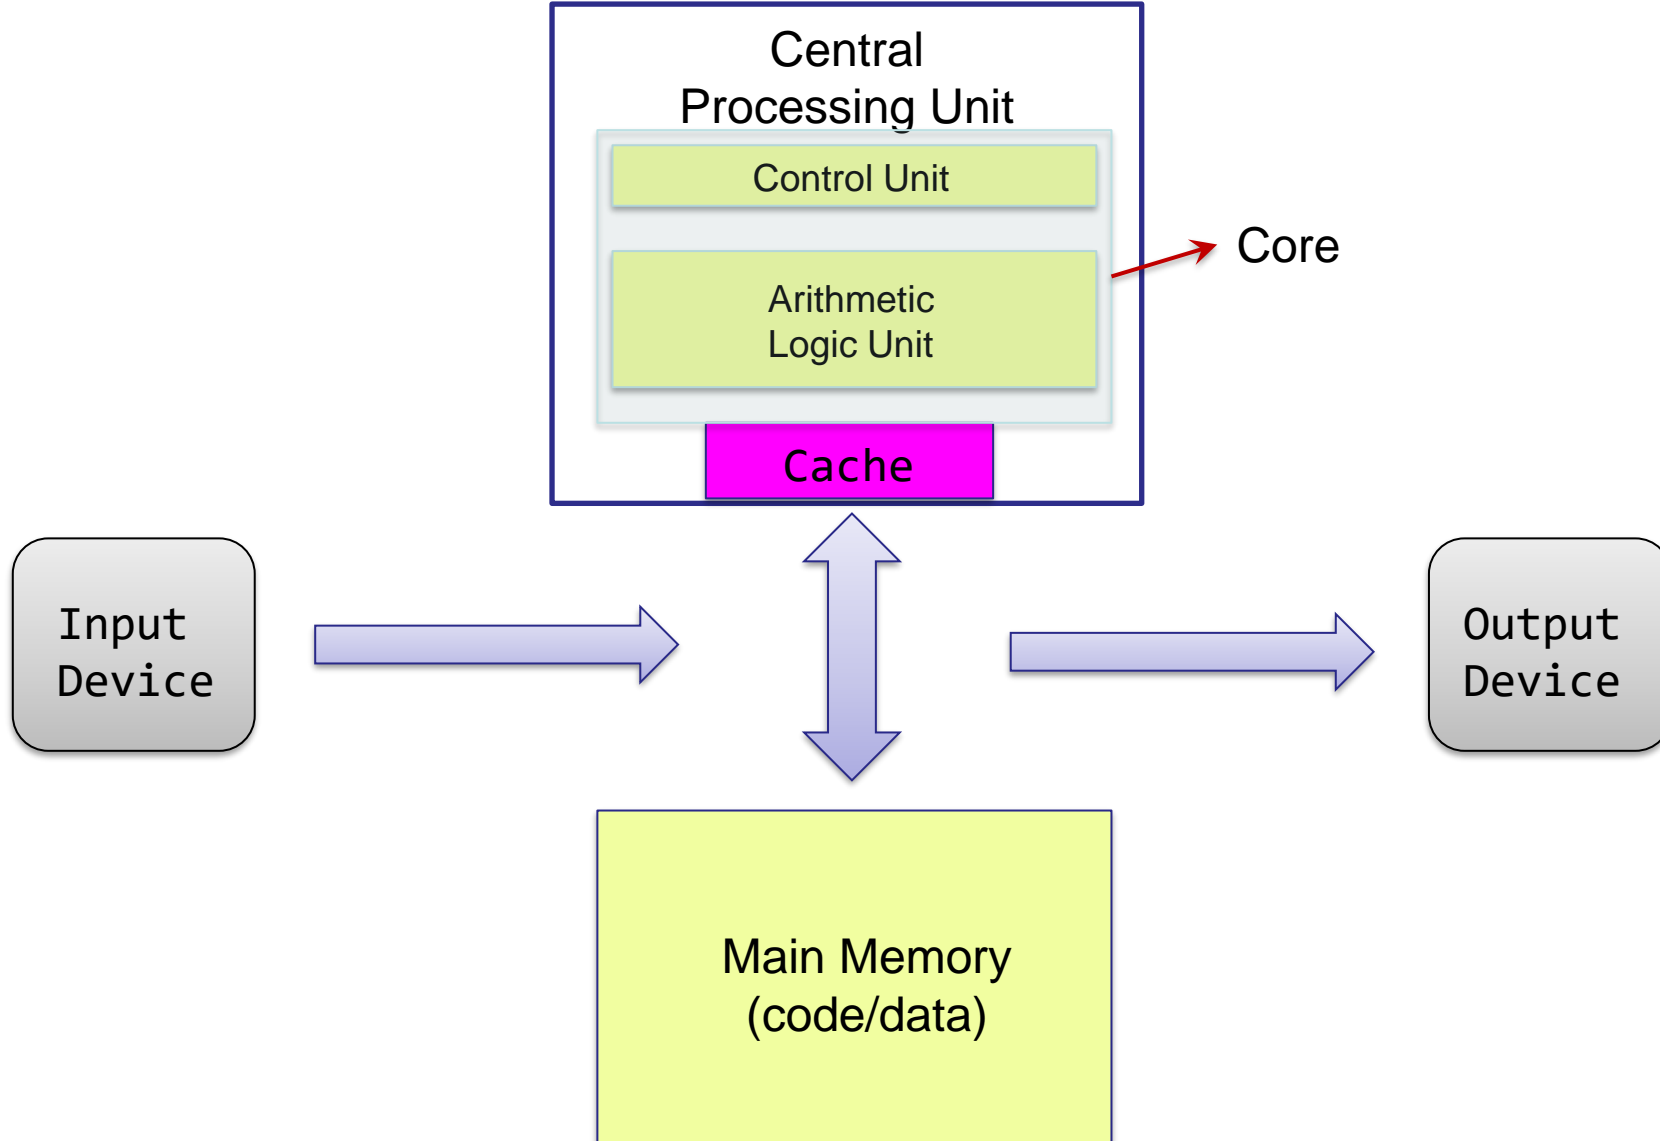 Central
Processing Unit
Control Unit
Arithmetic
Logic Unit
Core
Cache
Input
Device
Output
Device
Main Memory
(code/data)